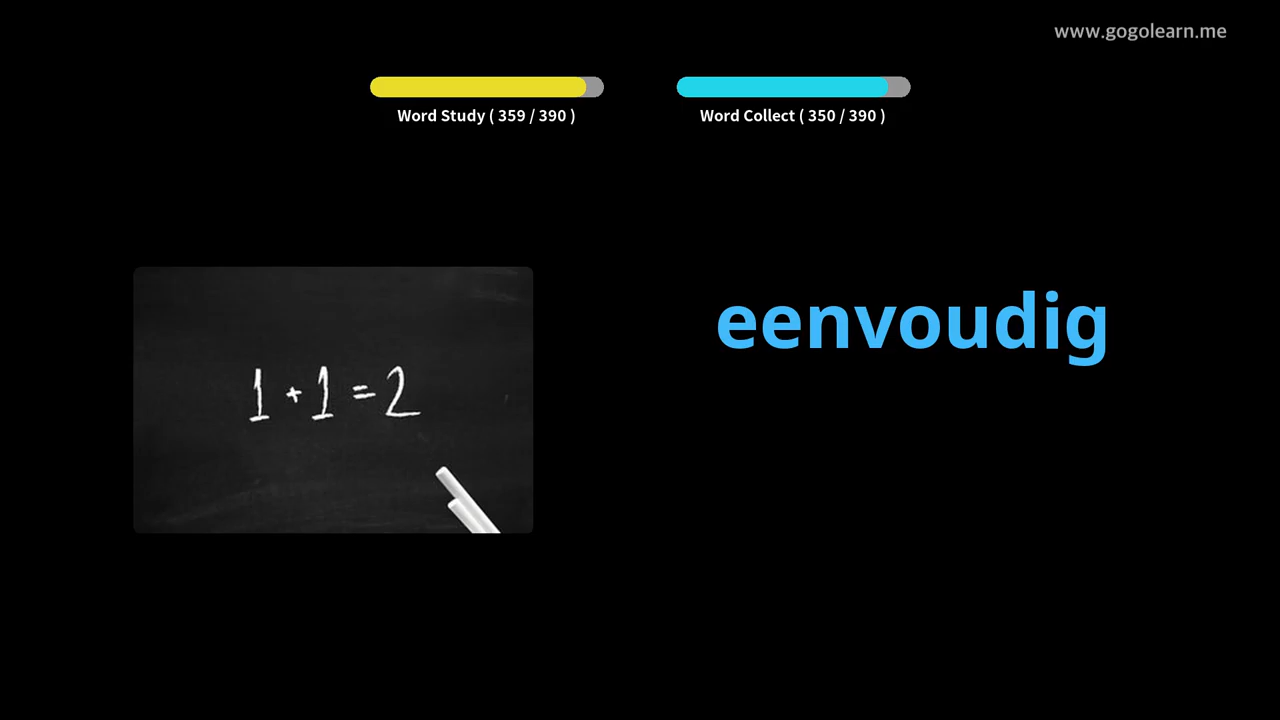 www.gogolearn.me
Word Study ( 359 / 390 )
Word Collect ( 350 / 390 )
eenvoudig
1 + 1 = 2